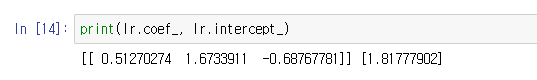 In [14]: print(lr.coef_, lr.intercept_)
[[ 0.51270274 1.6733911 -0.68767781]] [1.81777902]